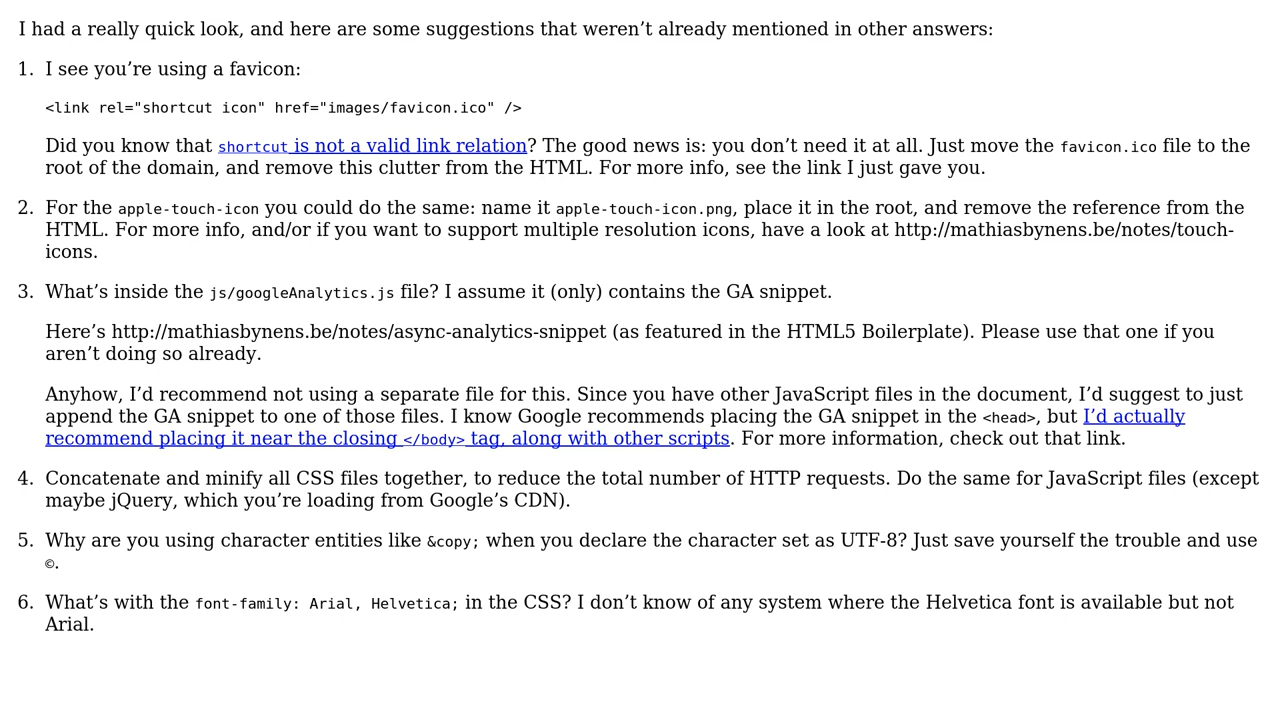 I had a really quick look, and here are some suggestions that weren’t already mentioned in other answers:
1. I see you’re using a favicon:
<link rel="shortcut icon" href="images/favicon.ico" />
Did you know that shortcut is not a valid link relation? The good news is: you don’t need it at all. Just move the favicon.ico file to the
root of the domain, and remove this clutter from the HTML. For more info, see the link I just gave you.
2. For the apple-touch-icon you could do the same: name it apple-touch-icon.png, place it in the root, and remove the reference from the
HTML. For more info, and/or if you want to support multiple resolution icons, have a look at http://mathiasbynens.be/notes/touch-
icons.
3. What’s inside the js/googleAnalytics.js file? I assume it (only) contains the GA snippet.
Here’s http://mathiasbynens.be/notes/async-analytics-snippet (as featured in the HTML5 Boilerplate). Please use that one if you
aren’t doing so already.
Anyhow, I’d recommend not using a separate file for this. Since you have other JavaScript files in the document, I’d suggest to just
append the GA snippet to one of those files. I know Google recommends placing the GA snippet in the <head>, but I’d actually
recommend placing it near the closing </body> tag, along with other scripts. For more information, check out that link.
4. Concatenate and minify all CSS files together, to reduce the total number of HTTP requests. Do the same for JavaScript files (except
maybe jQuery, which you’re loading from Google’s CDN).
5. Why are you using character entities like &copy; when you declare the character set as UTF-8? Just save yourself the trouble and use
©.
6. What’s with the font-family: Arial, Helvetica; in the CSS? I don’t know of any system where the Helvetica font is available but not
Arial.